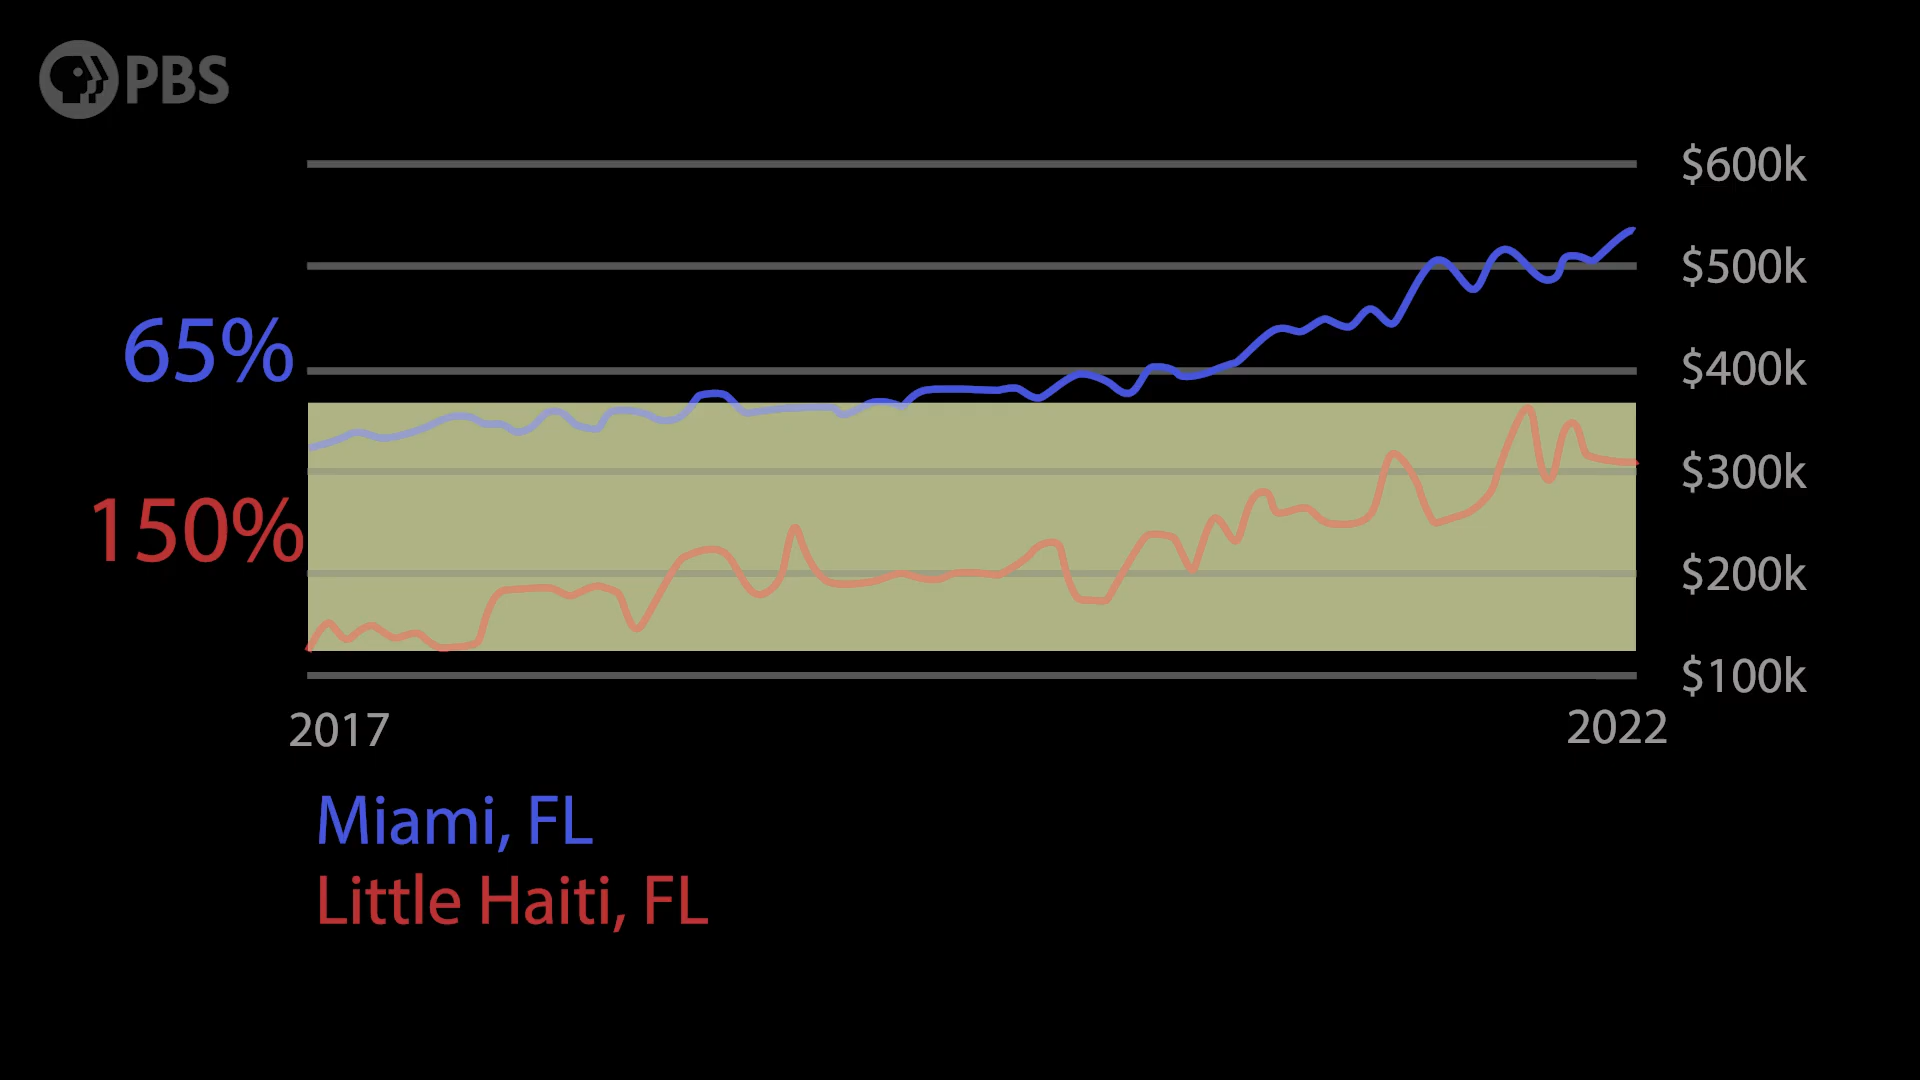 PBS
$600k
$500k
65%
$400k
$300k
150%
$200k
$100k
2017
2022
Miami, FL
Little Haiti, FL